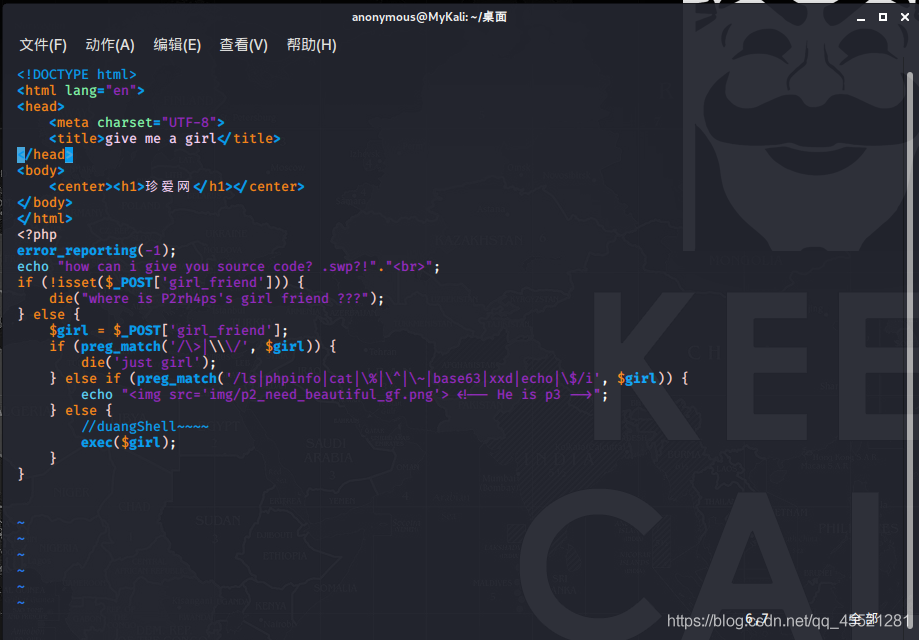 anonymous@MyKali: ~/桌面
文件(F) 动作(A) 编辑(E) 查看(V) 帮助(H)
<!DOCTYPE html>
<html lang="en">
<head>
    <meta charset="UTF-8">
    <title>give me a girl</title>
</head>
<body>
    <center><h1>珍爱网</h1></center>
</body>
</html>
<?php
error_reporting(-1);
echo "how can i give you source code? .swp?!"."<br>";
if (!isset($_POST['girl_friend'])) {
    die("where is P2rh4ps's girl friend ???");
} else {
    $girl = $_POST['girl_friend'];
    if (preg_match('/\>|\\\/', $girl)) {
        die('just girl');
    } else if (preg_match('/ls|phpinfo|cat|\%|\^|\~|base63|xxd|echo|\$/i', $girl)) {
        echo "<img src='img/p2_need_beautiful_gf.png'> <!-- He is p3 -->";
    } else {
        //duangShell~~~~
        exec($girl);
    }
}
~
~
~
~
~
~
KEE
CAL
6,7 全部